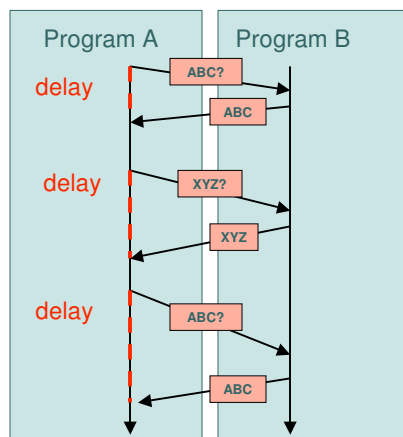 Program A
Program B
ABC?
delay
ABC
delay
XYZ?
XYZ
delay
ABC?
ABC